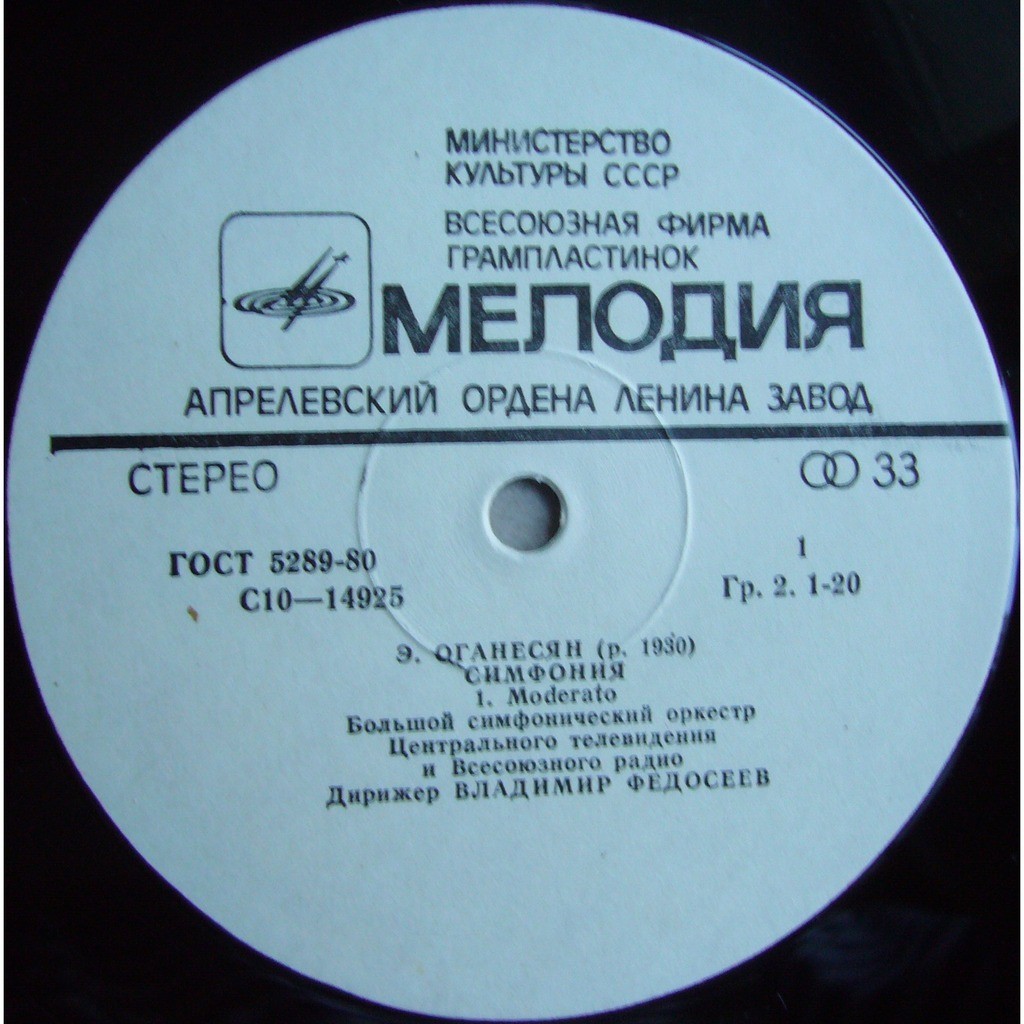 МИНИСТЕРСТВО
КУЛЬТУРЫ СССР
ВСЕСОЮЗНАЯ ФИРМА
ГРАМПЛАСТИНОК
МЕЛОДИЯ
АПРЕЛЕВСКИЙ ОРДЕНА ЛЕНИНА ЗАВОД
СТЕРЕО
33
ГОСТ 5289-80
С10—14925
1
Гр. 2. 1-20
Э. ОГАНЕСЯН (р. 1930)
СИМФОНИЯ
1. Moderato
Большой симфонический оркестр
Центрального телевидения
и Всесоюзного радио
Дирижер ВЛАДИМИР ФЕДОСЕЕВ